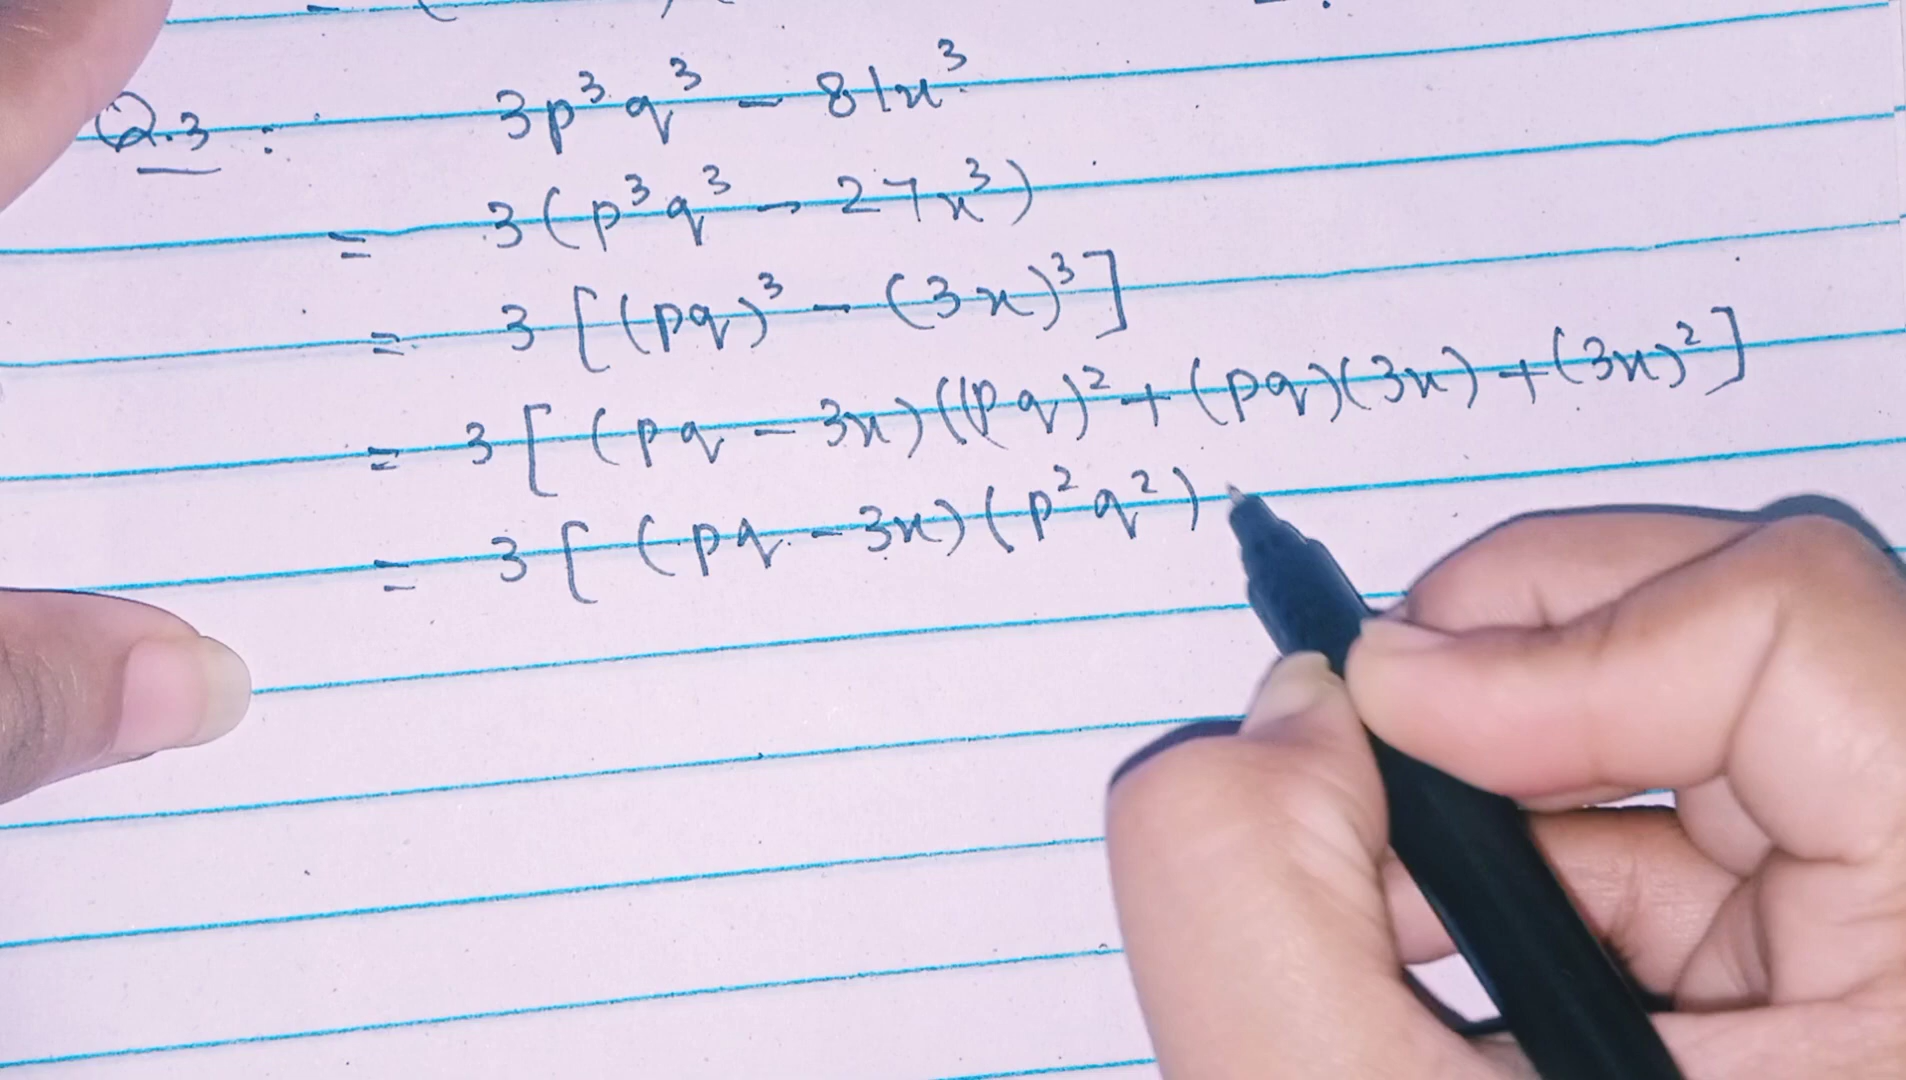 Q.3 : 3p³q³ - 81x³
= 3(p³q³ - 27x³)
= 3[(pq)³ - (3x)³]
= 3[(pq - 3x)((pq)² + (pq)(3x) + (3x)²]
= 3[(pq - 3x)(p²q²)